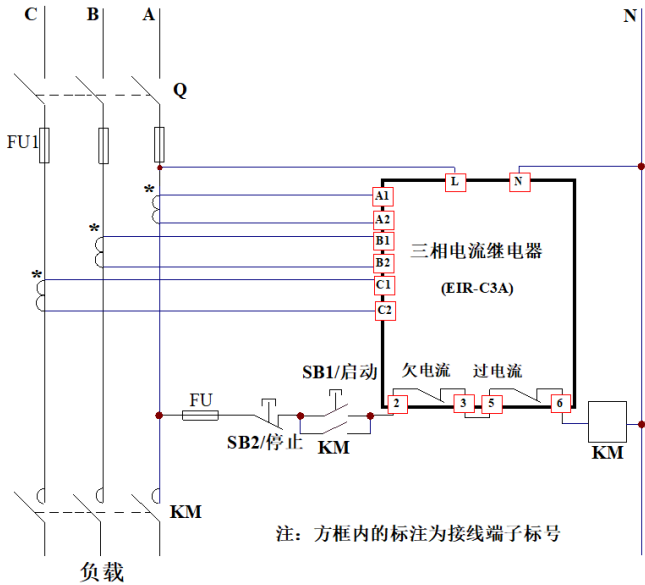 C B A N
Q
FU1
L N
* A1
A2
* B1
B2
三相电流继电器
* C1
(EIR-C3A)
C2
SB1/启动 欠电流 过电流
FU 2 3 5 6
SB2/停止 KM KM
KM
注：方框内的标注为接线端子标号
负载